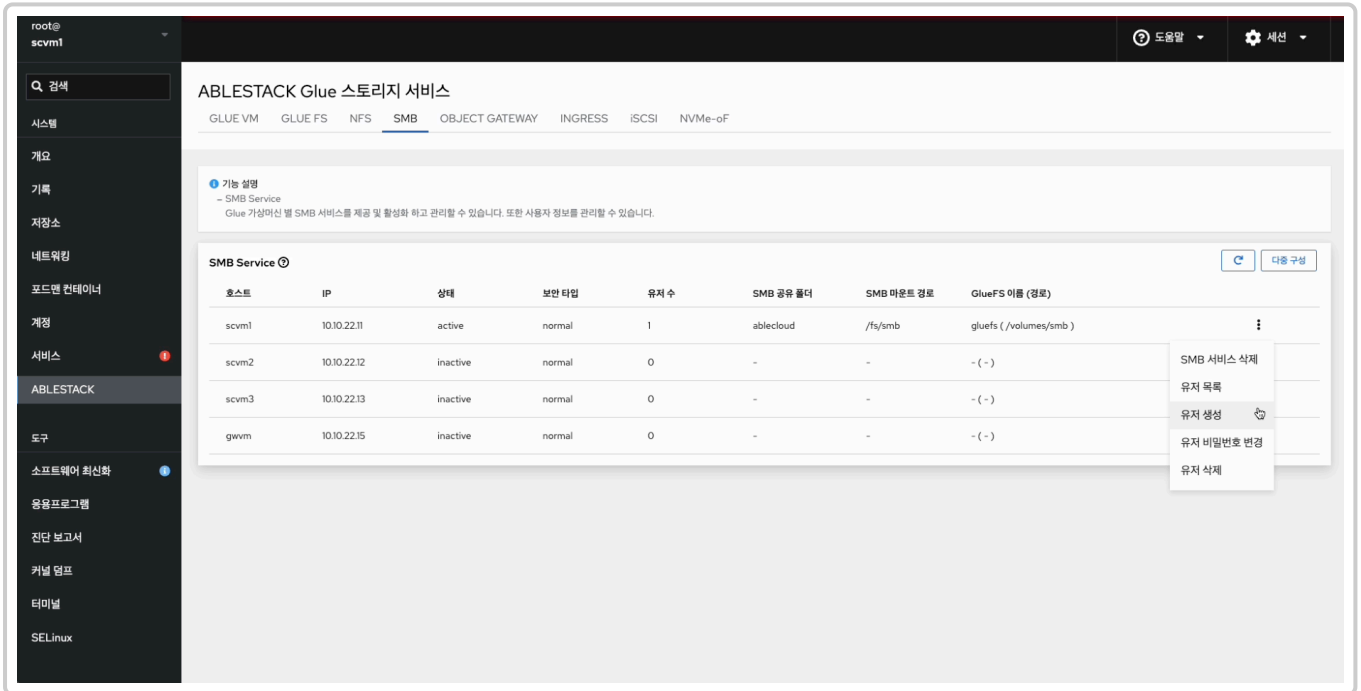 root@
scvm1
도움말
세션
검색
시스템
개요
기록
저장소
네트워킹
포드맨 컨테이너
계정
서비스
ABLESTACK
도구
소프트웨어 최신화
응용프로그램
진단 보고서
커널 덤프
터미널
SELinux
ABLESTACK Glue 스토리지 서비스
GLUE VM GLUE FS NFS SMB OBJECT GATEWAY INGRESS iSCSI NVMe-oF
기능 설명
– SMB Service
Glue 가상머신 별 SMB 서비스를 제공 및 활성화 하고 관리할 수 있습니다. 또한 사용자 정보를 관리할 수 있습니다.
SMB Service
다중 구성
호스트 IP 상태 보안 타입 유저 수 SMB 공유 폴더 SMB 마운트 경로 GlueFS 이름 (경로)
scvm1 10.10.22.11 active normal 1 ablecloud /fs/smb gluefs ( /volumes/smb )
scvm2 10.10.22.12 inactive normal 0 - - - ( - )
scvm3 10.10.22.13 inactive normal 0 - - - ( - )
gwvm 10.10.22.15 inactive normal 0 - - - ( - )
SMB 서비스 삭제
유저 목록
유저 생성
유저 비밀번호 변경
유저 삭제